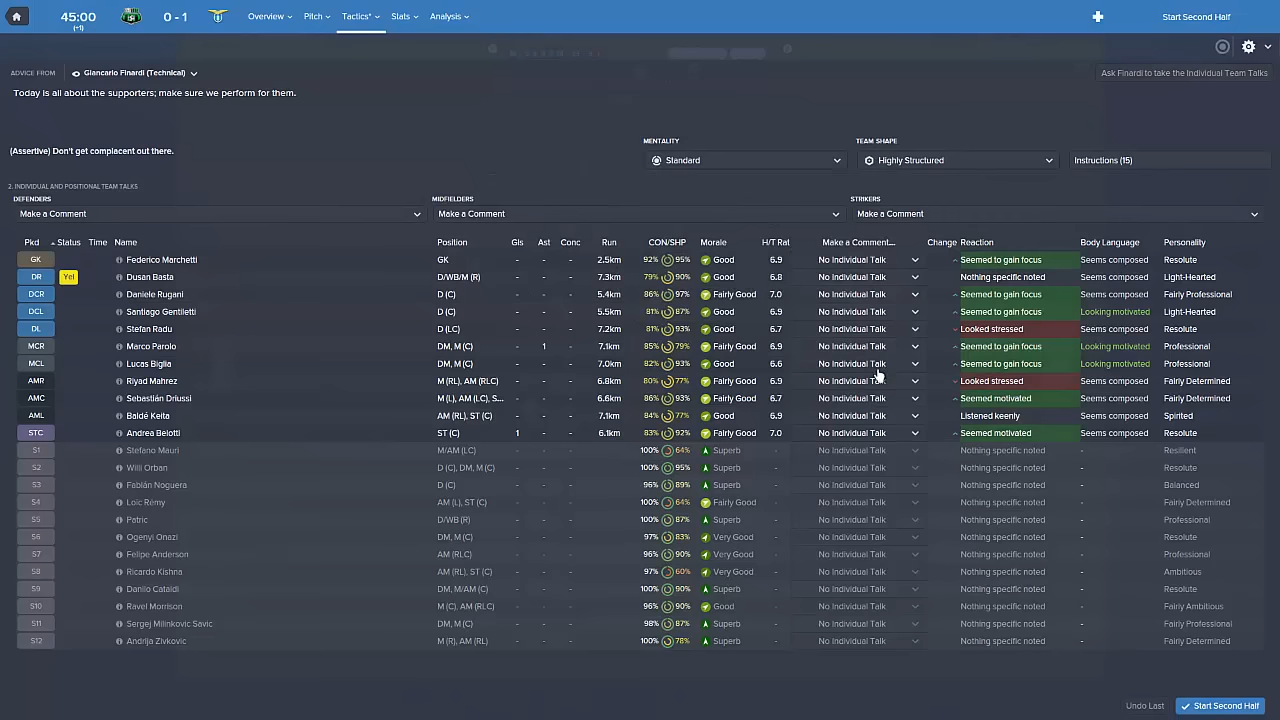 45:00
(+1)
0 - 1
Overview
Pitch
Tactics*
Stats
Analysis
Start Second Half
ADVICE FROM
Giancarlo Finardi (Technical)
Ask Finardi to take the Individual Team Talks
Today is all about the supporters; make sure we perform for them.
(Assertive) Don't get complacent out there.
MENTALITY
Standard
TEAM SHAPE
Highly Structured
Instructions (15)
2. INDIVIDUAL AND POSITIONAL TEAM TALKS
DEFENDERS MIDFIELDERS STRIKERS
Make a Comment Make a Comment Make a Comment
Pkd Status Time Name Position Gls Ast Conc Run CON/SHP Morale H/T Rat Make a Comment... Change Reaction Body Language Personality
GK Federico Marchetti GK - - - 2.5km 92% 95% Good 6.9 No Individual Talk Seemed to gain focus Seems composed Resolute
DR Yel Dusan Basta D/WB/M (R) - - - 7.3km 79% 90% Good 6.8 No Individual Talk Nothing specific noted Seems composed Light-Hearted
DCR Daniele Rugani D (C) - - - 5.4km 86% 97% Fairly Good 7.0 No Individual Talk Seemed to gain focus Seems composed Fairly Professional
DCL Santiago Gentiletti D (C) - - - 5.5km 81% 87% Good 6.9 No Individual Talk Seemed to gain focus Looking motivated Light-Hearted
DL Stefan Radu D (LC) - - - 7.2km 81% 93% Good 6.7 No Individual Talk Looked stressed Seems composed Resolute
MCR Marco Parolo DM, M (C) - 1 - 7.1km 85% 79% Fairly Good 6.9 No Individual Talk Seemed to gain focus Looking motivated Professional
MCL Lucas Biglia DM, M (C) - - - 7.0km 82% 93% Good 6.6 No Individual Talk Seemed to gain focus Looking motivated Professional
AMR Riyad Mahrez M (RL), AM (RLC) - - - 6.8km 80% 77% Fairly Good 6.9 No Individual Talk Looked stressed Seems composed Fairly Determined
AMC Sebastián Driussi M (L), AM (LC), S... - - - 6.6km 86% 93% Fairly Good 6.7 No Individual Talk Seemed motivated Seems composed Fairly Determined
AML Baldé Keita AM (RL), ST (C) - - - 7.1km 84% 77% Good 6.9 No Individual Talk Listened keenly Seems composed Spirited
STC Andrea Belotti ST (C) 1 - - 6.1km 83% 92% Fairly Good 7.0 No Individual Talk Seemed motivated Seems composed Resolute
S1 Stefano Mauri M/AM (LC) - - - 100% 64% Superb - No Individual Talk Nothing specific noted - Resilient
S2 Willi Orban D (C), DM, M (C) - - - 100% 95% Superb - No Individual Talk Nothing specific noted - Resolute
S3 Fabián Noguera D (C) - - - 96% 89% Superb - No Individual Talk Nothing specific noted - Balanced
S4 Loïc Rémy AM (L), ST (C) - - - 100% 64% Fairly Good - No Individual Talk Nothing specific noted - Fairly Determined
S5 Patric D/WB (R) - - - 100% 87% Superb - No Individual Talk Nothing specific noted - Professional
S6 Ogenyi Onazi DM, M (C) - - - 97% 83% Very Good - No Individual Talk Nothing specific noted - Resolute
S7 Felipe Anderson AM (RLC) - - - 96% 90% Very Good - No Individual Talk Nothing specific noted - Professional
S8 Ricardo Kishna AM (RL), ST (C) - - - 97% 60% Very Good - No Individual Talk Nothing specific noted - Ambitious
S9 Danilo Cataldi DM, M/AM (C) - - - 100% 90% Superb - No Individual Talk Nothing specific noted - Resolute
S10 Ravel Morrison M (C), AM (RLC) - - - 96% 90% Good - No Individual Talk Nothing specific noted - Fairly Ambitious
S11 Sergej Milinkovic Savic DM, M (C) - - - 98% 87% Superb - No Individual Talk Nothing specific noted - Fairly Professional
S12 Andrija Zivkovic M (R), AM (RL) - - - 100% 78% Superb - No Individual Talk Nothing specific noted - Fairly Determined
Undo Last
Start Second Half